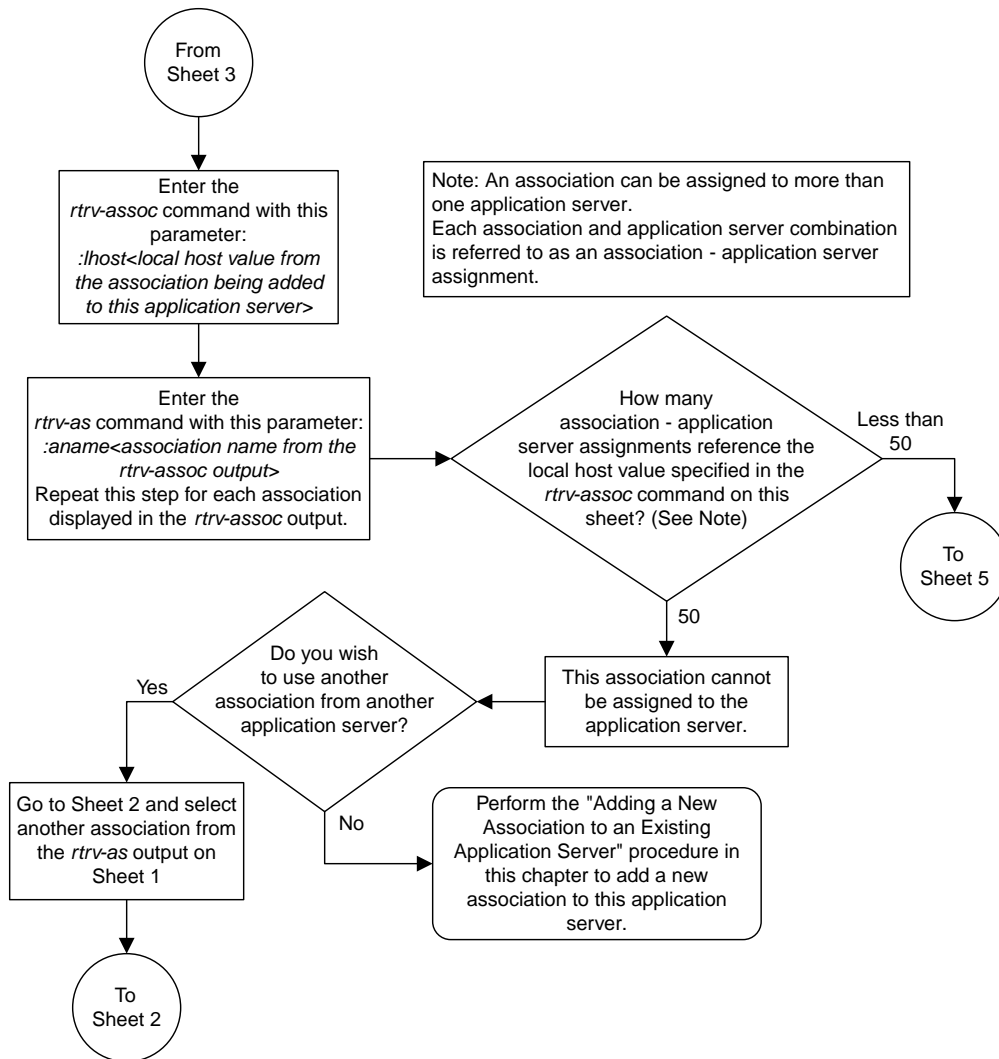 From
Sheet 3
Enter the
rtrv-assoc command with this
parameter:
:lhost<local host value from
the association being added
to this application server>
Note: An association can be assigned to more than
one application server.
Each association and application server combination
is referred to as an association - application server
assignment.
Enter the
rtrv-as command with this parameter:
:aname<association name from the
rtrv-assoc output>
Repeat this step for each association
displayed in the rtrv-assoc output.
How many
association - application
server assignments reference the
local host value specified in the
rtrv-assoc command on this
sheet? (See Note)
Less than
50
To
Sheet 5
50
This association cannot
be assigned to the
application server.
Do you wish
to use another
association from another
application server?
Yes
No
Go to Sheet 2 and select
another association from
the rtrv-as output on
Sheet 1
Perform the "Adding a New
Association to an Existing
Application Server" procedure in
this chapter to add a new
association to this application
server.
To
Sheet 2